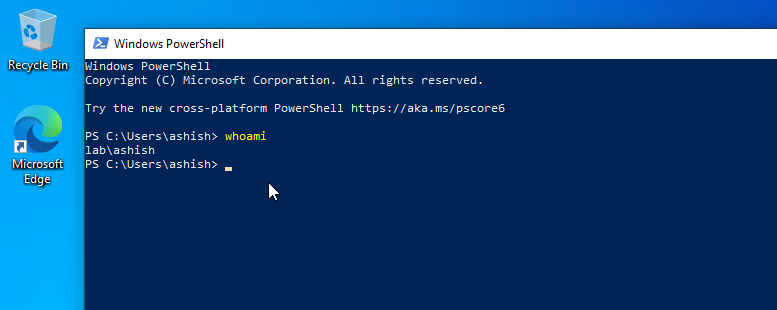 Recycle Bin
Microsoft
Edge
Windows PowerShell
Windows PowerShell
Copyright (C) Microsoft Corporation. All rights reserved.
Try the new cross-platform PowerShell https://aka.ms/pscore6
PS C:\Users\ashish> whoami
lab\ashish
PS C:\Users\ashish>